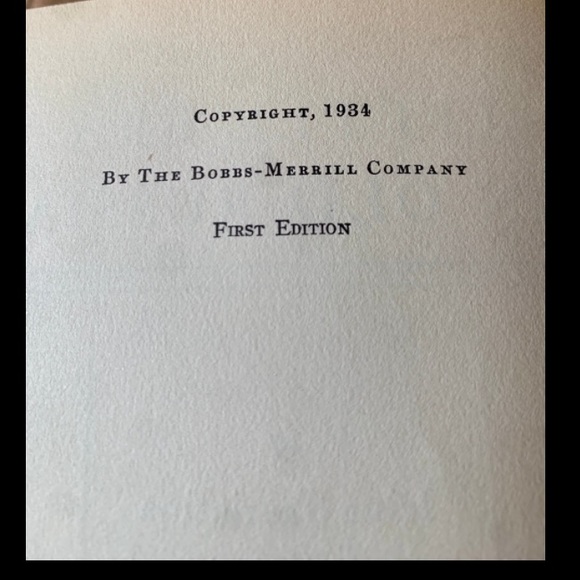 Copyright, 1934
By The Bobbs-Merrill Company
First Edition